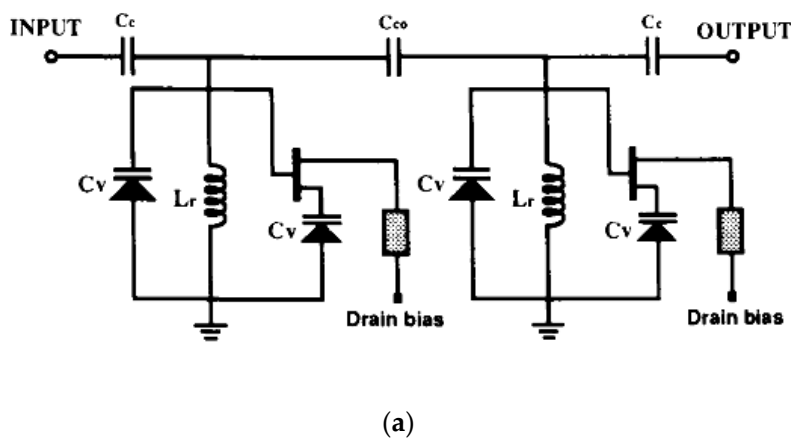 INPUT Cc Cco Cc OUTPUT
Cv Lr Cv Cv Lr Cv
Drain bias Drain bias
(a)